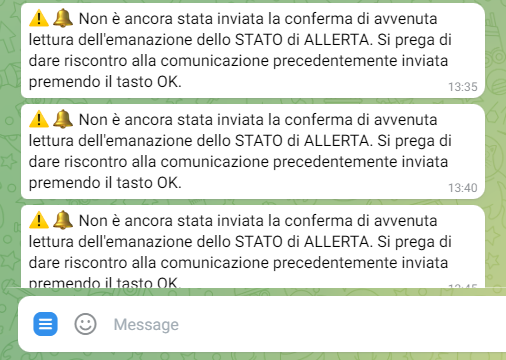 ⚠️🔔 Non è ancora stata inviata la conferma di avvenuta
lettura dell'emanazione dello STATO di ALLERTA. Si prega di
dare riscontro alla comunicazione precedentemente inviata
premendo il tasto OK.
13:35
⚠️🔔 Non è ancora stata inviata la conferma di avvenuta
lettura dell'emanazione dello STATO di ALLERTA. Si prega di
dare riscontro alla comunicazione precedentemente inviata
premendo il tasto OK.
13:40
⚠️🔔 Non è ancora stata inviata la conferma di avvenuta
lettura dell'emanazione dello STATO di ALLERTA. Si prega di
dare riscontro alla comunicazione precedentemente inviata
premendo il tasto OK.
13:45
Message